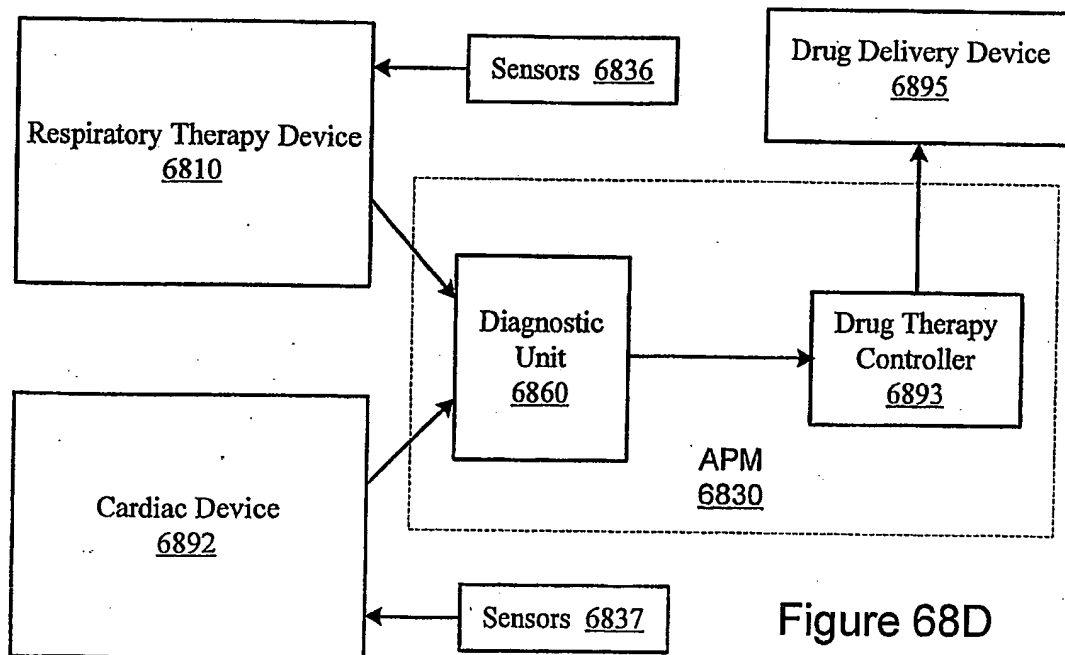 Respiratory Therapy Device
6810
Sensors 6836
Drug Delivery Device
6895
Diagnostic
Unit
6860
Drug Therapy
Controller
6893
APM
6830
Cardiac Device
6892
Sensors 6837
Figure 68D